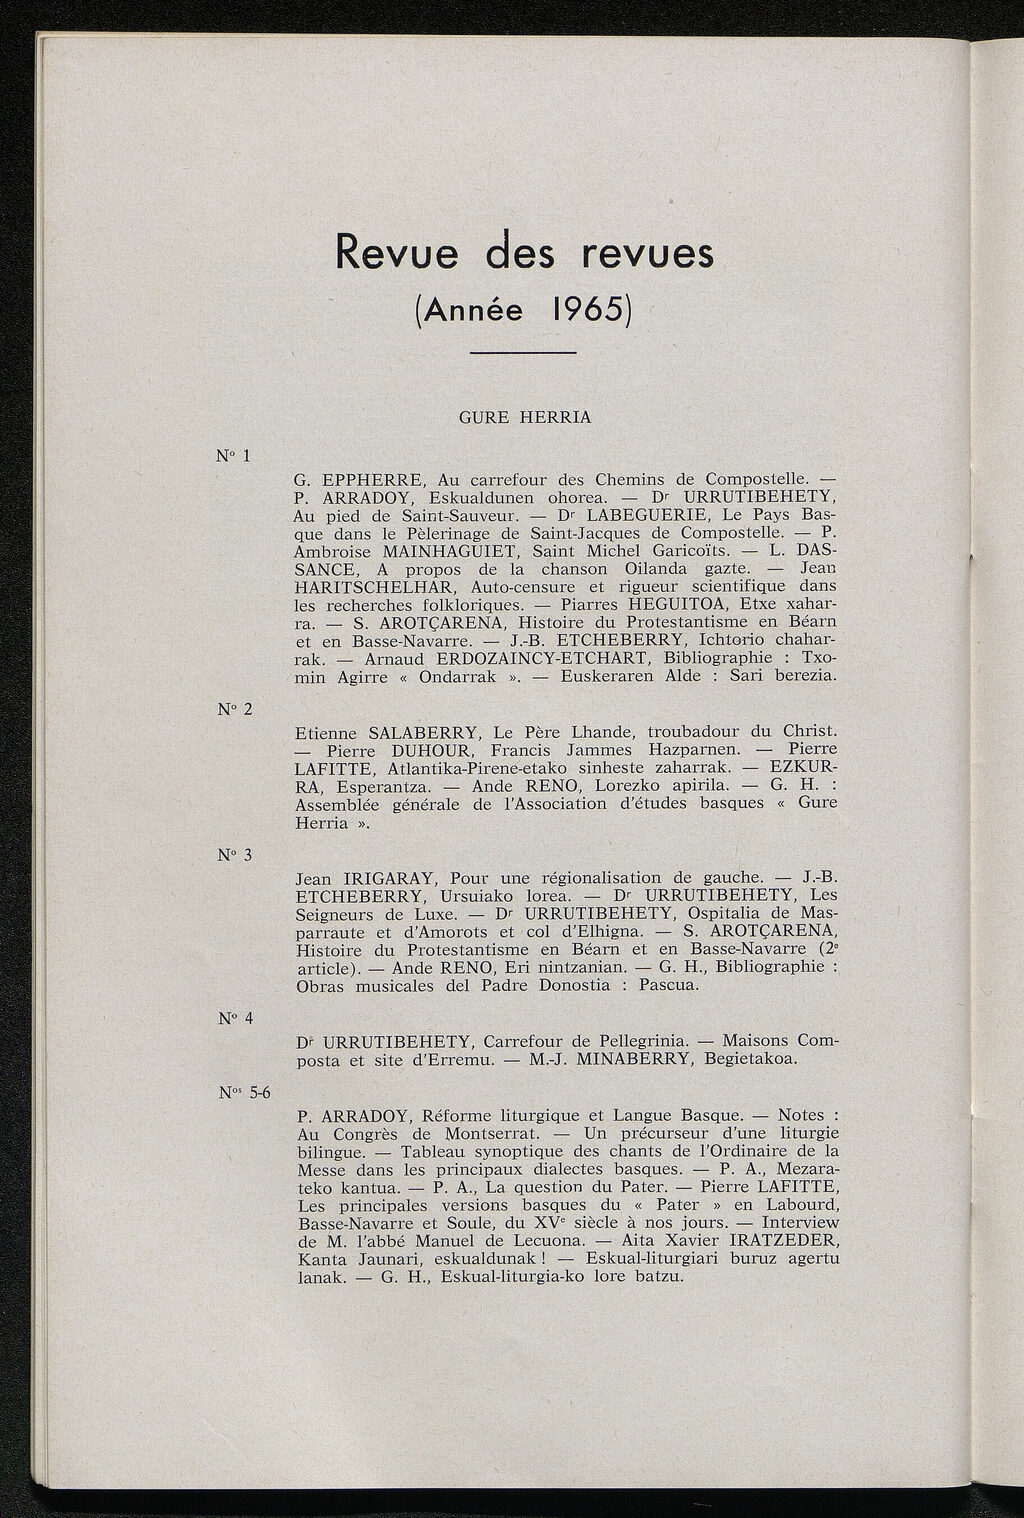 Revue des revues
(Année 1965)
GURE HERRIA
N° 1
G. EPPHERRE, Au carrefour des Chemins de Compostelle. —
P. ARRADOY, Eskualdunen ohorea. — Dr URRUTIBEHETY,
Au pied de Saint-Sauveur. — Dr LABEGUERIE, Le Pays Bas-
que dans le Pèlerinage de Saint-Jacques de Compostelle. — P.
Ambroise MAINHAGUIET, Saint Michel Garicoïts. — L. DAS-
SANCE, A propos de la chanson Oilanda gazte. — Jean
HARITSCHELHAR, Auto-censure et rigueur scientifique dans
les recherches folkloriques. — Piarres HEGUITOA, Etxe xahar-
ra. — S. AROTÇARENA, Histoire du Protestantisme en Béarn
et en Basse-Navarre. — J.-B. ETCHEBERRY, Ichtorio chahar-
rak. — Arnaud ERDOZAINCY-ETCHART, Bibliographie : Txo-
min Agirre « Ondarrak ». — Euskeraren Alde : Sari berezia.
N° 2
Etienne SALABERRY, Le Père Lhande, troubadour du Christ.
— Pierre DUHOUR, Francis Jammes Hazparnen. — Pierre
LAFITTE, Atlantika-Pirene-etako sinheste zaharrak. — EZKUR-
RA, Esperantza. — Ande RENO, Lorezko apirila. — G. H. :
Assemblée générale de l'Association d'études basques « Gure
Herria ».
N° 3
Jean IRIGARAY, Pour une régionalisation de gauche. — J.-B.
ETCHEBERRY, Ursuiako lorea. — Dr URRUTIBEHETY, Les
Seigneurs de Luxe. — Dr URRUTIBEHETY, Ospitalia de Mas-
parraute et d'Amorots et col d'Elhigna. — S. AROTÇARENA,
Histoire du Protestantisme en Béarn et en Basse-Navarre (2e
article). — Ande RENO, Eri nintzanian. — G. H., Bibliographie :
Obras musicales del Padre Donostia : Pascua.
N° 4
Dr URRUTIBEHETY, Carrefour de Pellegrinia. — Maisons Com-
posta et site d'Erremu. — M.-J. MINABERRY, Begietakoa.
Nos 5-6
P. ARRADOY, Réforme liturgique et Langue Basque. — Notes :
Au Congrès de Montserrat. — Un précurseur d'une liturgie
bilingue. — Tableau synoptique des chants de l'Ordinaire de la
Messe dans les principaux dialectes basques. — P. A., Mezara-
teko kantua. — P. A., La question du Pater. — Pierre LAFITTE,
Les principales versions basques du « Pater » en Labourd,
Basse-Navarre et Soule, du XVe siècle à nos jours. — Interview
de M. l'abbé Manuel de Lecuona. — Aita Xavier IRATZEDER,
Kanta Jaunari, eskualdunak ! — Eskual-liturgiari buruz agertu
lanak. — G. H., Eskual-liturgia-ko lore batzu.